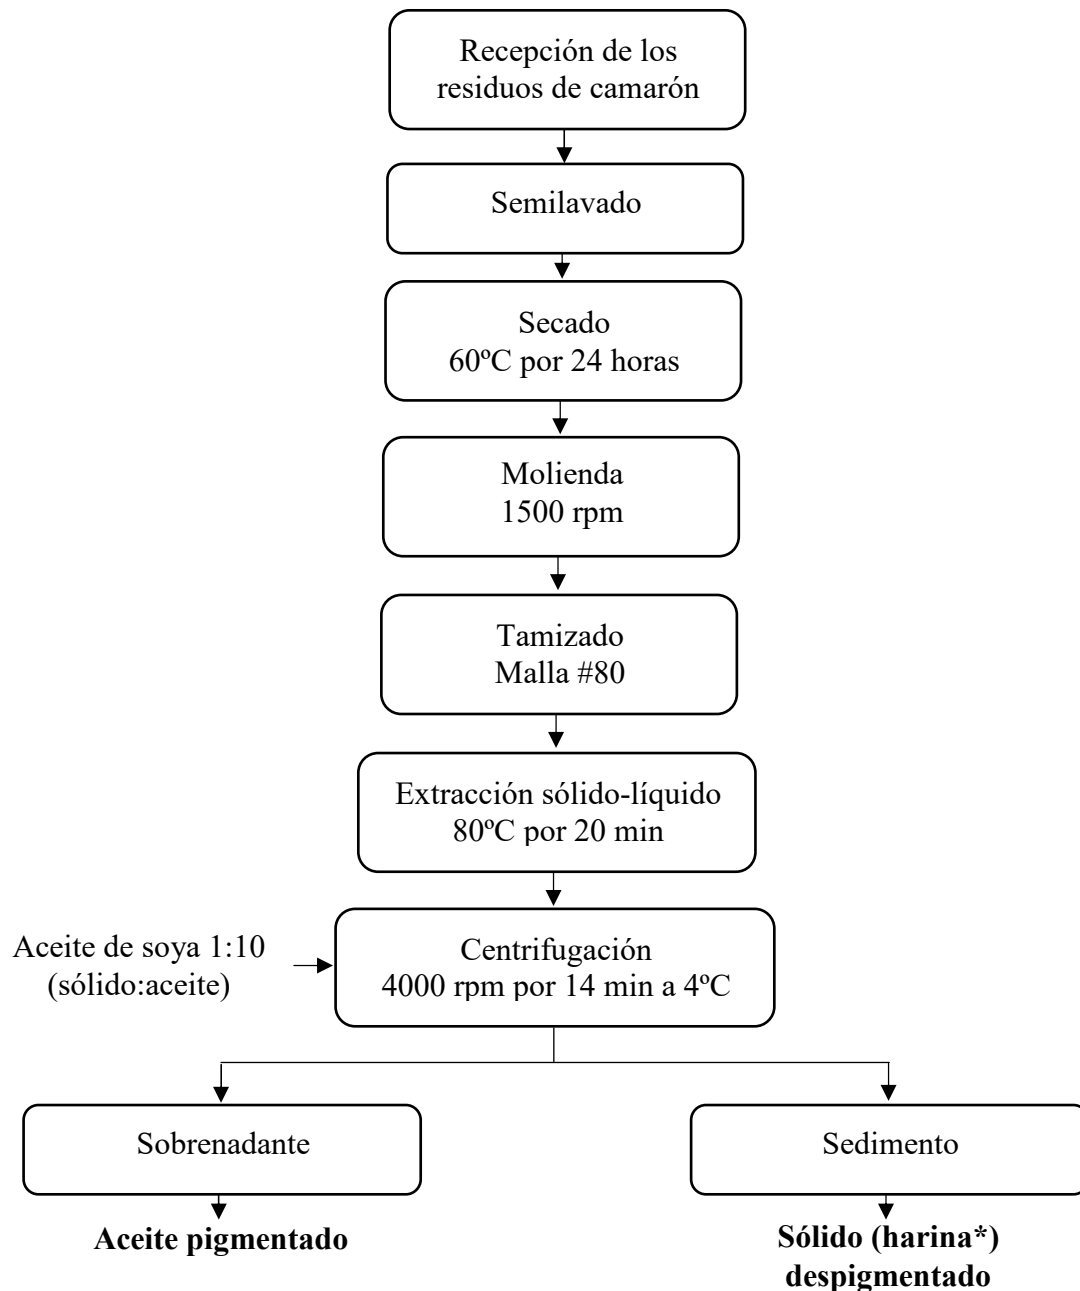 Recepción de los
residuos de camarón
Semilavado
Secado
60ºC por 24 horas
Molienda
1500 rpm
Tamizado
Malla #80
Extracción sólido-líquido
80ºC por 20 min
Aceite de soya 1:10
(sólido:aceite)
Centrifugación
4000 rpm por 14 min a 4ºC
Sobrenadante
Sedimento
Aceite pigmentado
Sólido (harina*)
despigmentado